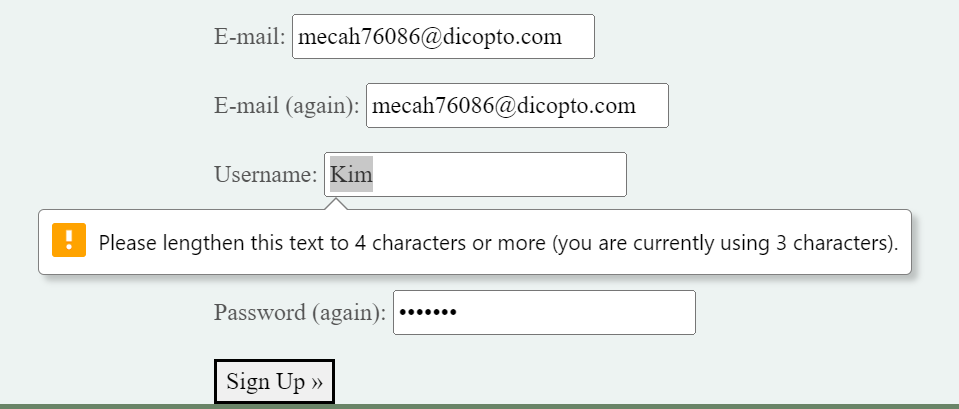 E-mail: mecah76086@dicopto.com
E-mail (again): mecah76086@dicopto.com
Username: Kim
Please lengthen this text to 4 characters or more (you are currently using 3 characters).
Password (again): •••••••
Sign Up »